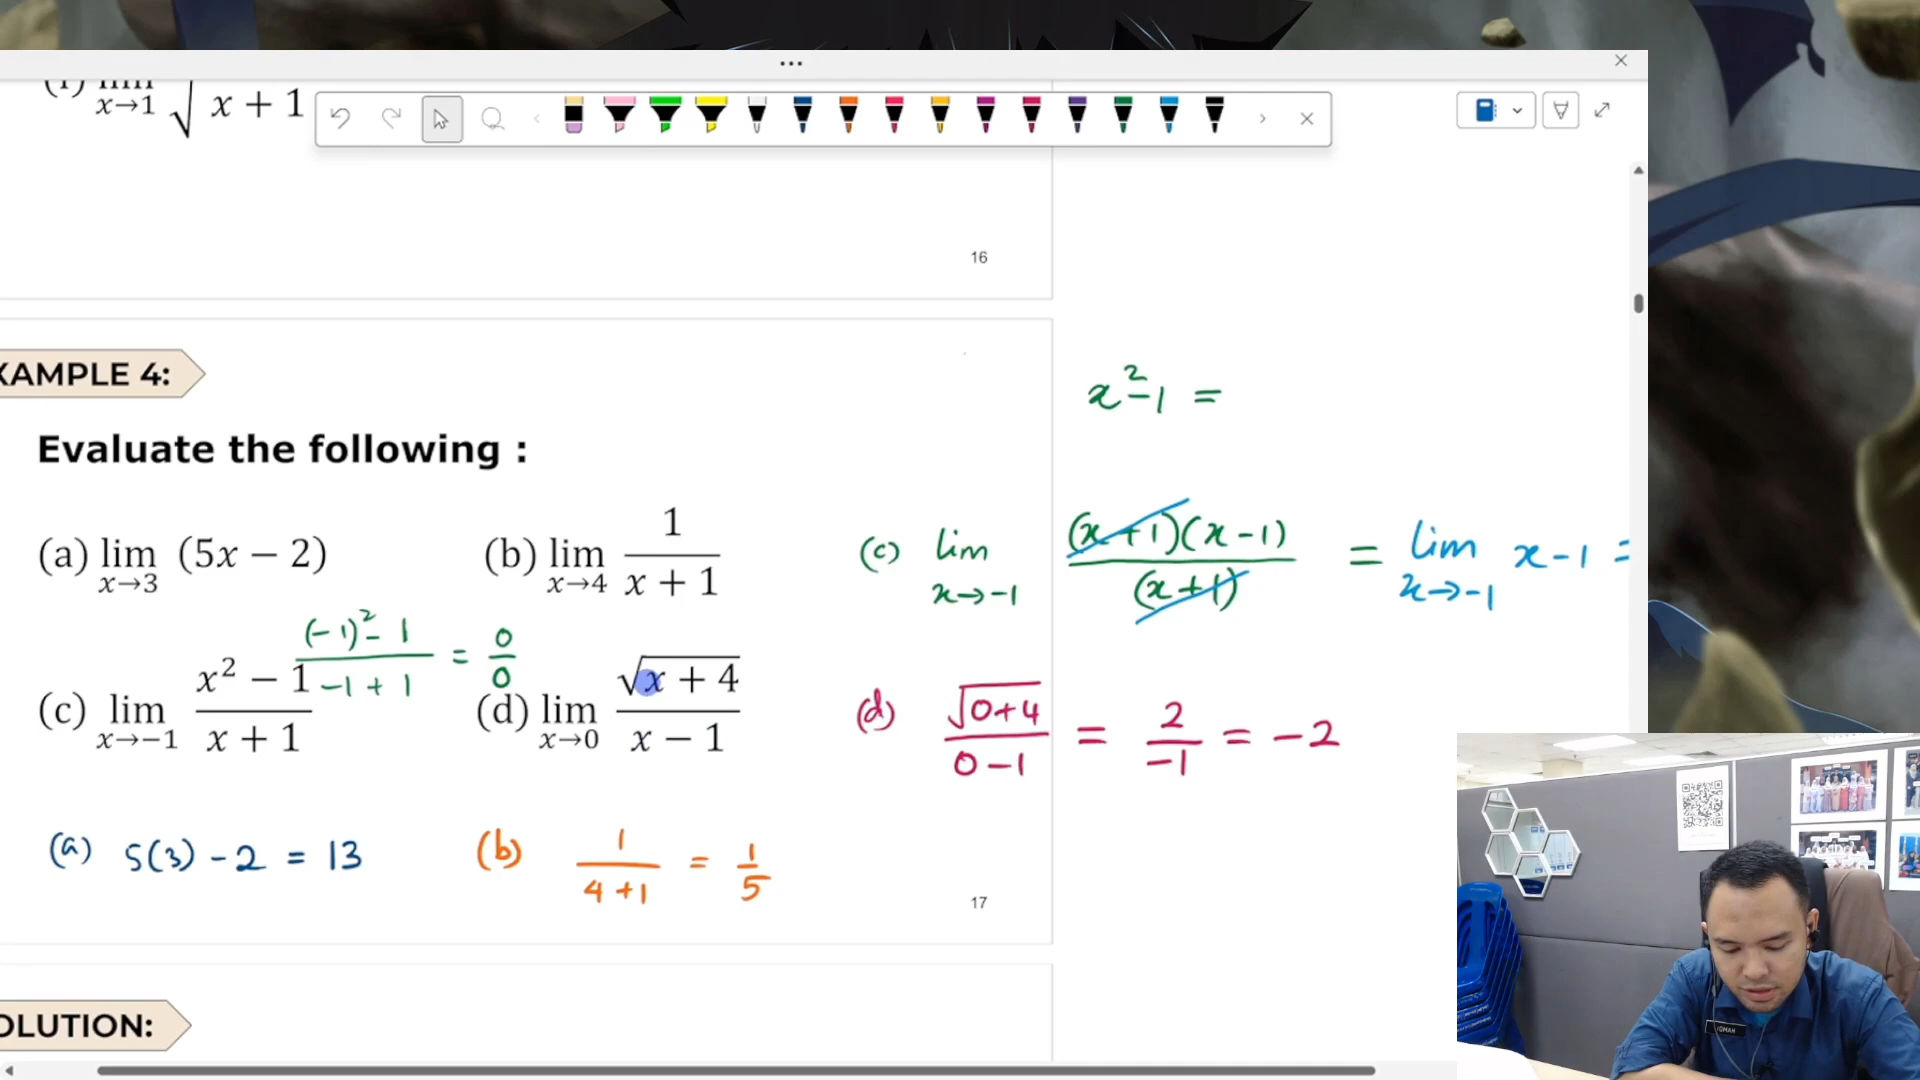 x→1 √ x + 1
16
XAMPLE 4:
Evaluate the following :
(a) lim x→3 (5x − 2)
(b) lim x→4 1/(x + 1)
(−1)² − 1 / −1 + 1 = 0/0
(c) lim x→−1 (x² − 1)/(x + 1)
(d) lim x→0 √(x + 4)/(x − 1)
(a) 5(3) − 2 = 13
(b) 1/(4 + 1) = 1/5
17
x² − 1 =
(c) lim x→−1 (x + 1)(x − 1)/(x + 1) = lim x→−1 x − 1 =
(d) √(0+4)/(0 − 1) = 2/−1 = −2
OLUTION: